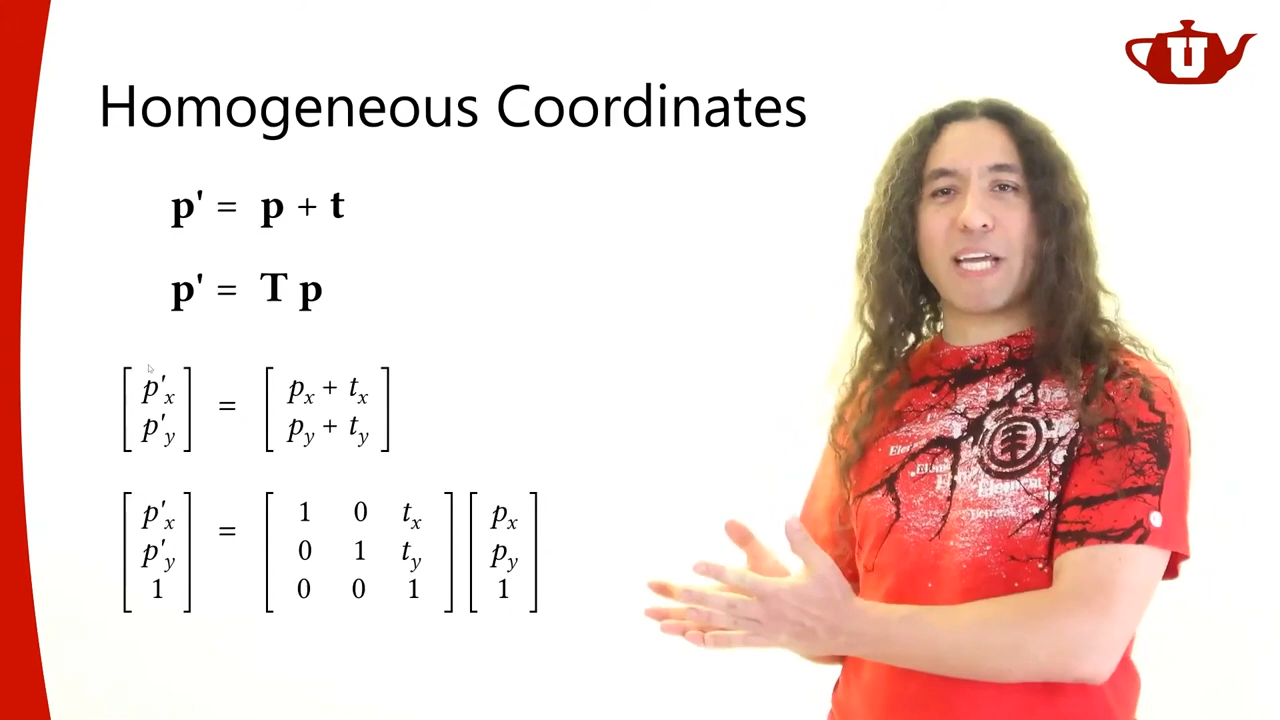 U
Homogeneous Coordinates
p' = p + t
p' = T p
[ p'x ] = [ px + tx ]
[ p'y ] [ py + ty ]
[ p'x ] = [ 1 0 tx ] [ px ]
[ p'y ] [ 0 1 ty ] [ py ]
[ 1 ] [ 0 0 1 ] [ 1 ]
Element